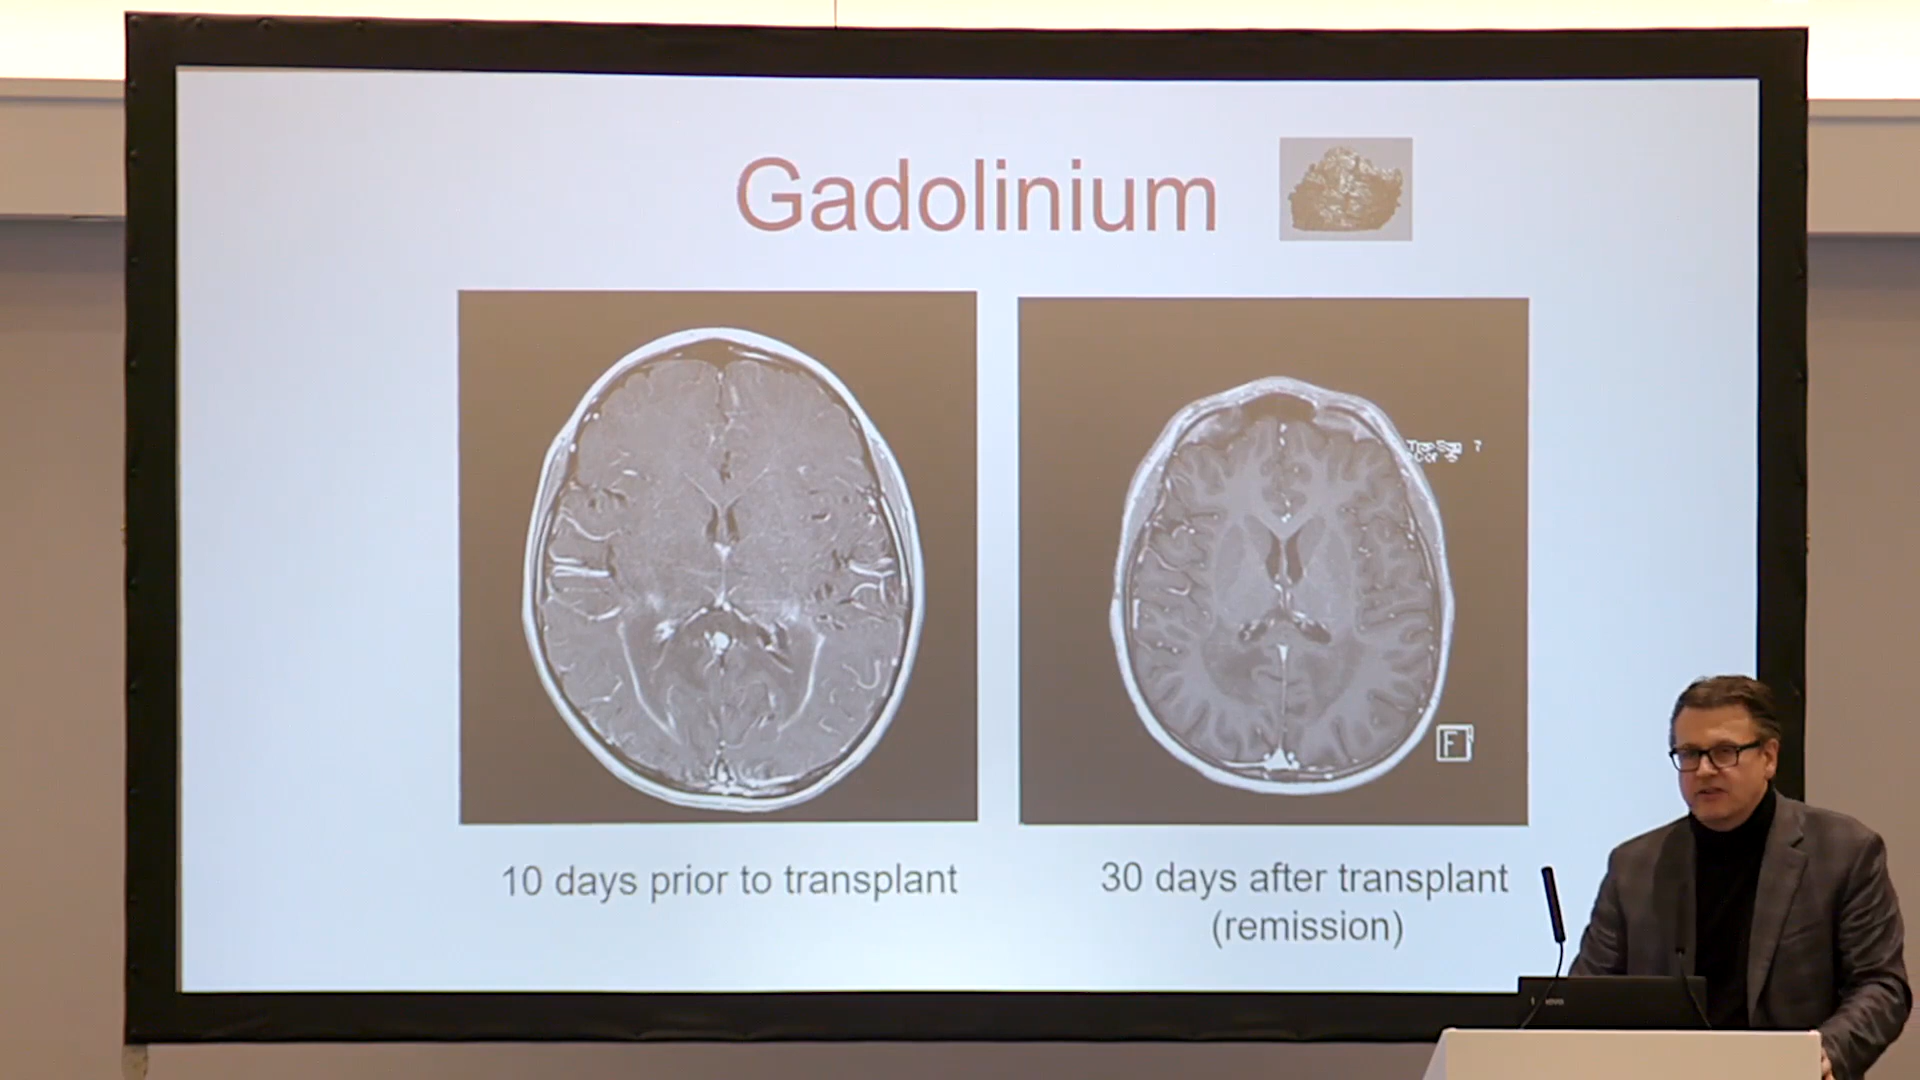 Gadolinium
10 days prior to transplant
30 days after transplant
(remission)
F